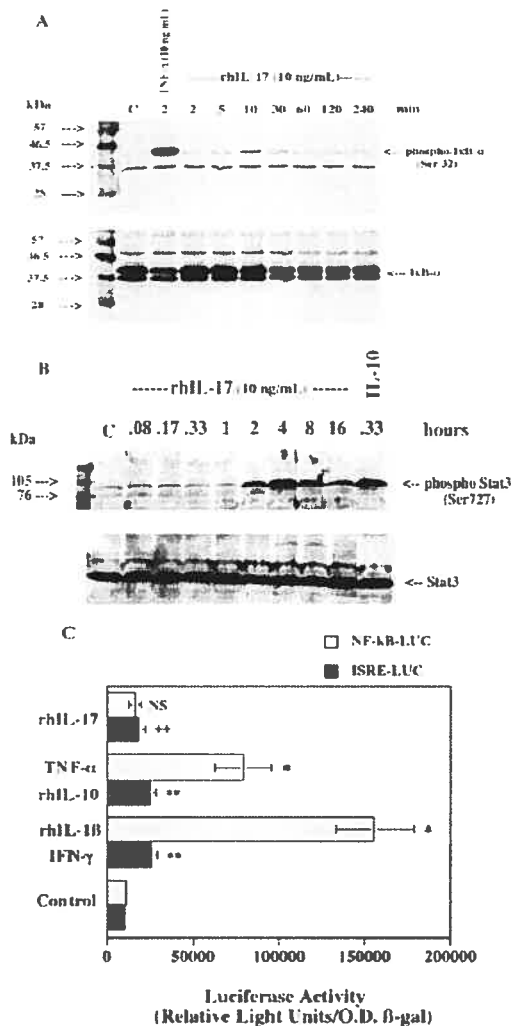 A
TNF-α (10 ng/mL)
rhIL-17 (10 ng/mL)
kDa C 2 2 5 10 30 60 120 240 min
57 --->
46.5 --->
37.5 --->
28 --->
<-- phospho-IκB-α
(Ser 32)
57 --->
46.5 --->
37.5 --->
28 --->
<-- IκB-α
B
------ rhIL-17 (10 ng/mL) ------ IL-10
kDa C .08 .17 .33 1 2 4 8 16 .33 hours
105 --->
76 --->
<-- phospho Stat3
(Ser727)
<-- Stat3
C
NF-kB-LUC
ISRE-LUC
rhIL-17 NS
++
TNF-α *
rhIL-10 **
rhIL-1ß *
IFN-γ **
Control
0 50000 100000 150000 200000
Luciferase Activity
(Relative Light Units/O.D. ß-gal)